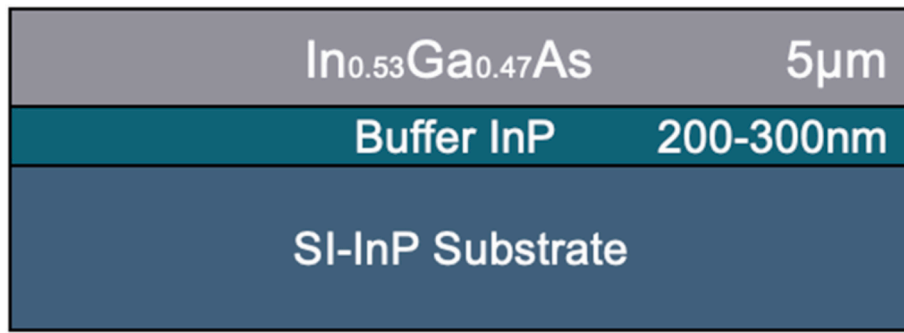 In0.53Ga0.47As 5μm
Buffer InP 200-300nm
SI-InP Substrate